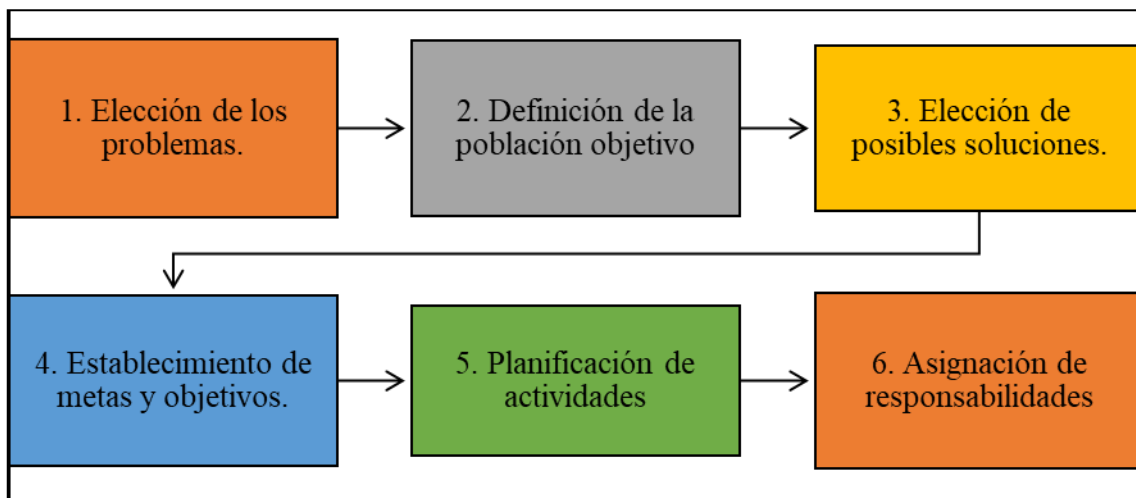 1. Elección de los
problemas.
2. Definición de la
población objetivo
3. Elección de
posibles soluciones.
4. Establecimiento de
metas y objetivos.
5. Planificación de
actividades
6. Asignación de
responsabilidades